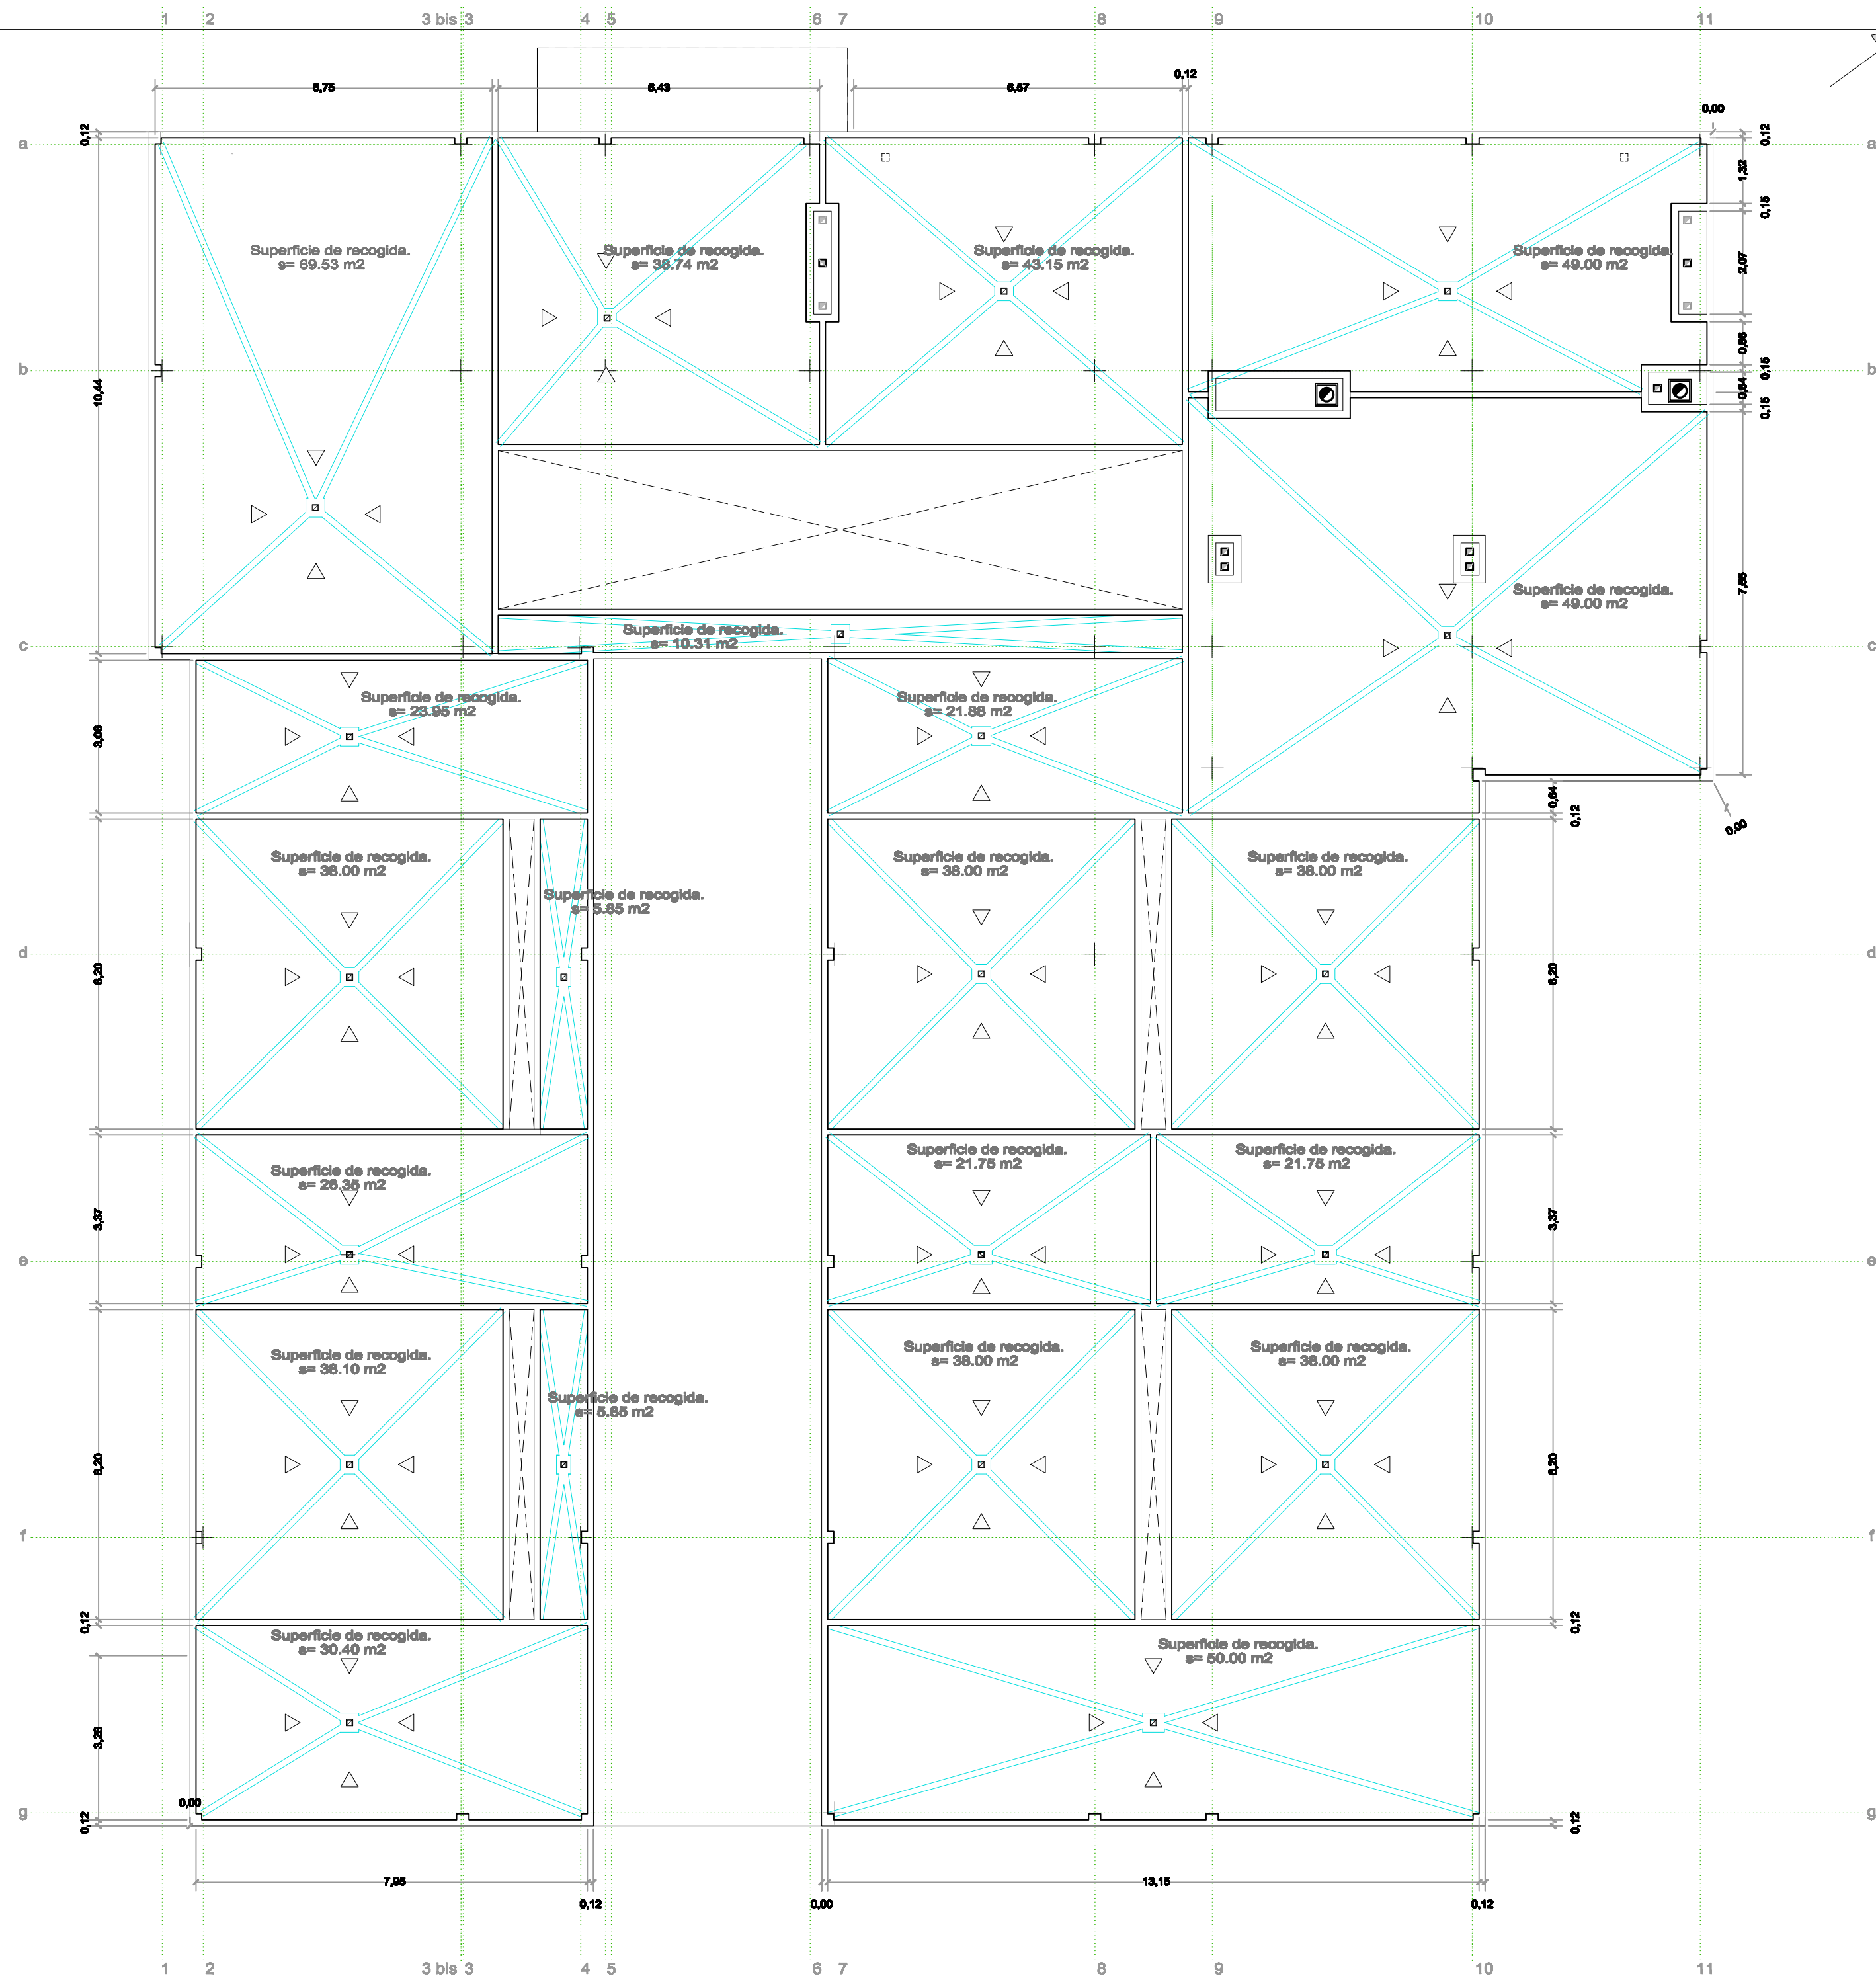 1 2 3 bis 3 4 5 6 7 8 9 10 11
6,75 6,43 6,57 0,12
0,00
0,12 0,12
a a
1,32
0,15
Superficie de recogida. Superficie de recogida. Superficie de recogida. Superficie de recogida.
s= 69.53 m2 s= 38.74 m2 s= 43.15 m2 s= 49.00 m2
2,07
0,86
b b
0,15
10,44 0,64
0,15
7,65
Superficie de recogida.
s= 49.00 m2
Superficie de recogida.
s= 10.31 m2
c c
Superficie de recogida. Superficie de recogida.
s= 23.95 m2 s= 21.88 m2
3,08
0,64
0,12
0,00
Superficie de recogida. Superficie de recogida. Superficie de recogida.
s= 38.00 m2 s= 38.00 m2 s= 38.00 m2
Superficie de recogida.
s= 5.85 m2
d d
6,20 6,20
Superficie de recogida. Superficie de recogida.
s= 21.75 m2 s= 21.75 m2
Superficie de recogida.
s= 26.35 m2
3,37 3,37
e e
Superficie de recogida. Superficie de recogida.
s= 38.00 m2 s= 38.00 m2
Superficie de recogida.
s= 38.10 m2
Superficie de recogida.
s= 5.85 m2
6,20 6,20
f f
0,12 0,12
Superficie de recogida.
s= 30.40 m2
Superficie de recogida.
s= 50.00 m2
3,28
0,00
g g
0,12 0,12
7,95 13,15
0,12 0,00 0,12
1 2 3 bis 3 4 5 6 7 8 9 10 11